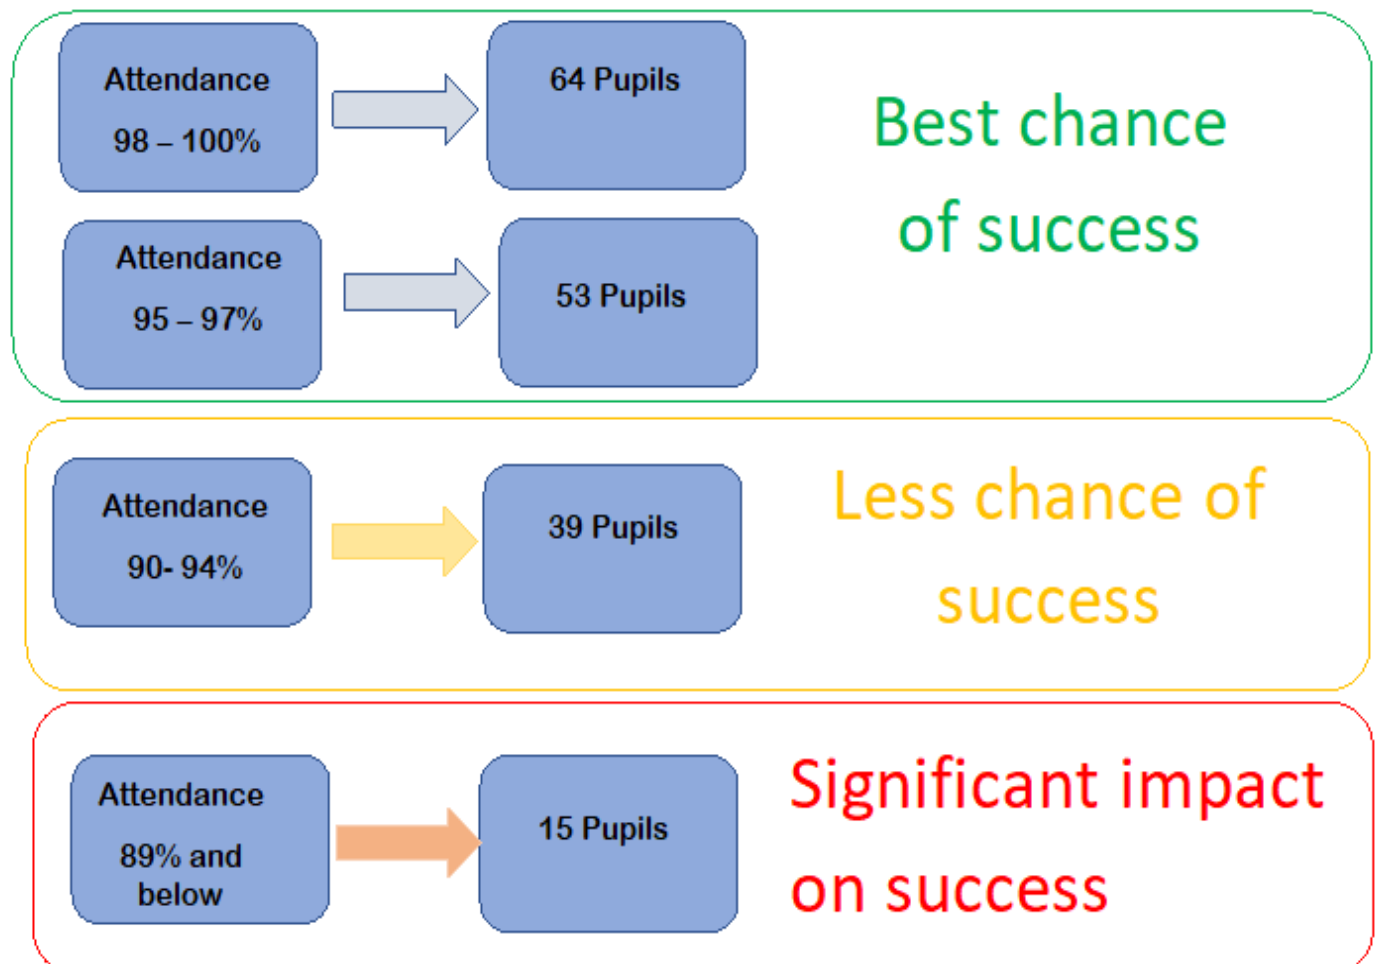 Attendance
98 – 100%
64 Pupils
Best chance
of success
Attendance
95 – 97%
53 Pupils
Attendance
90- 94%
39 Pupils
Less chance of
success
Attendance
89% and
below
15 Pupils
Significant impact
on success